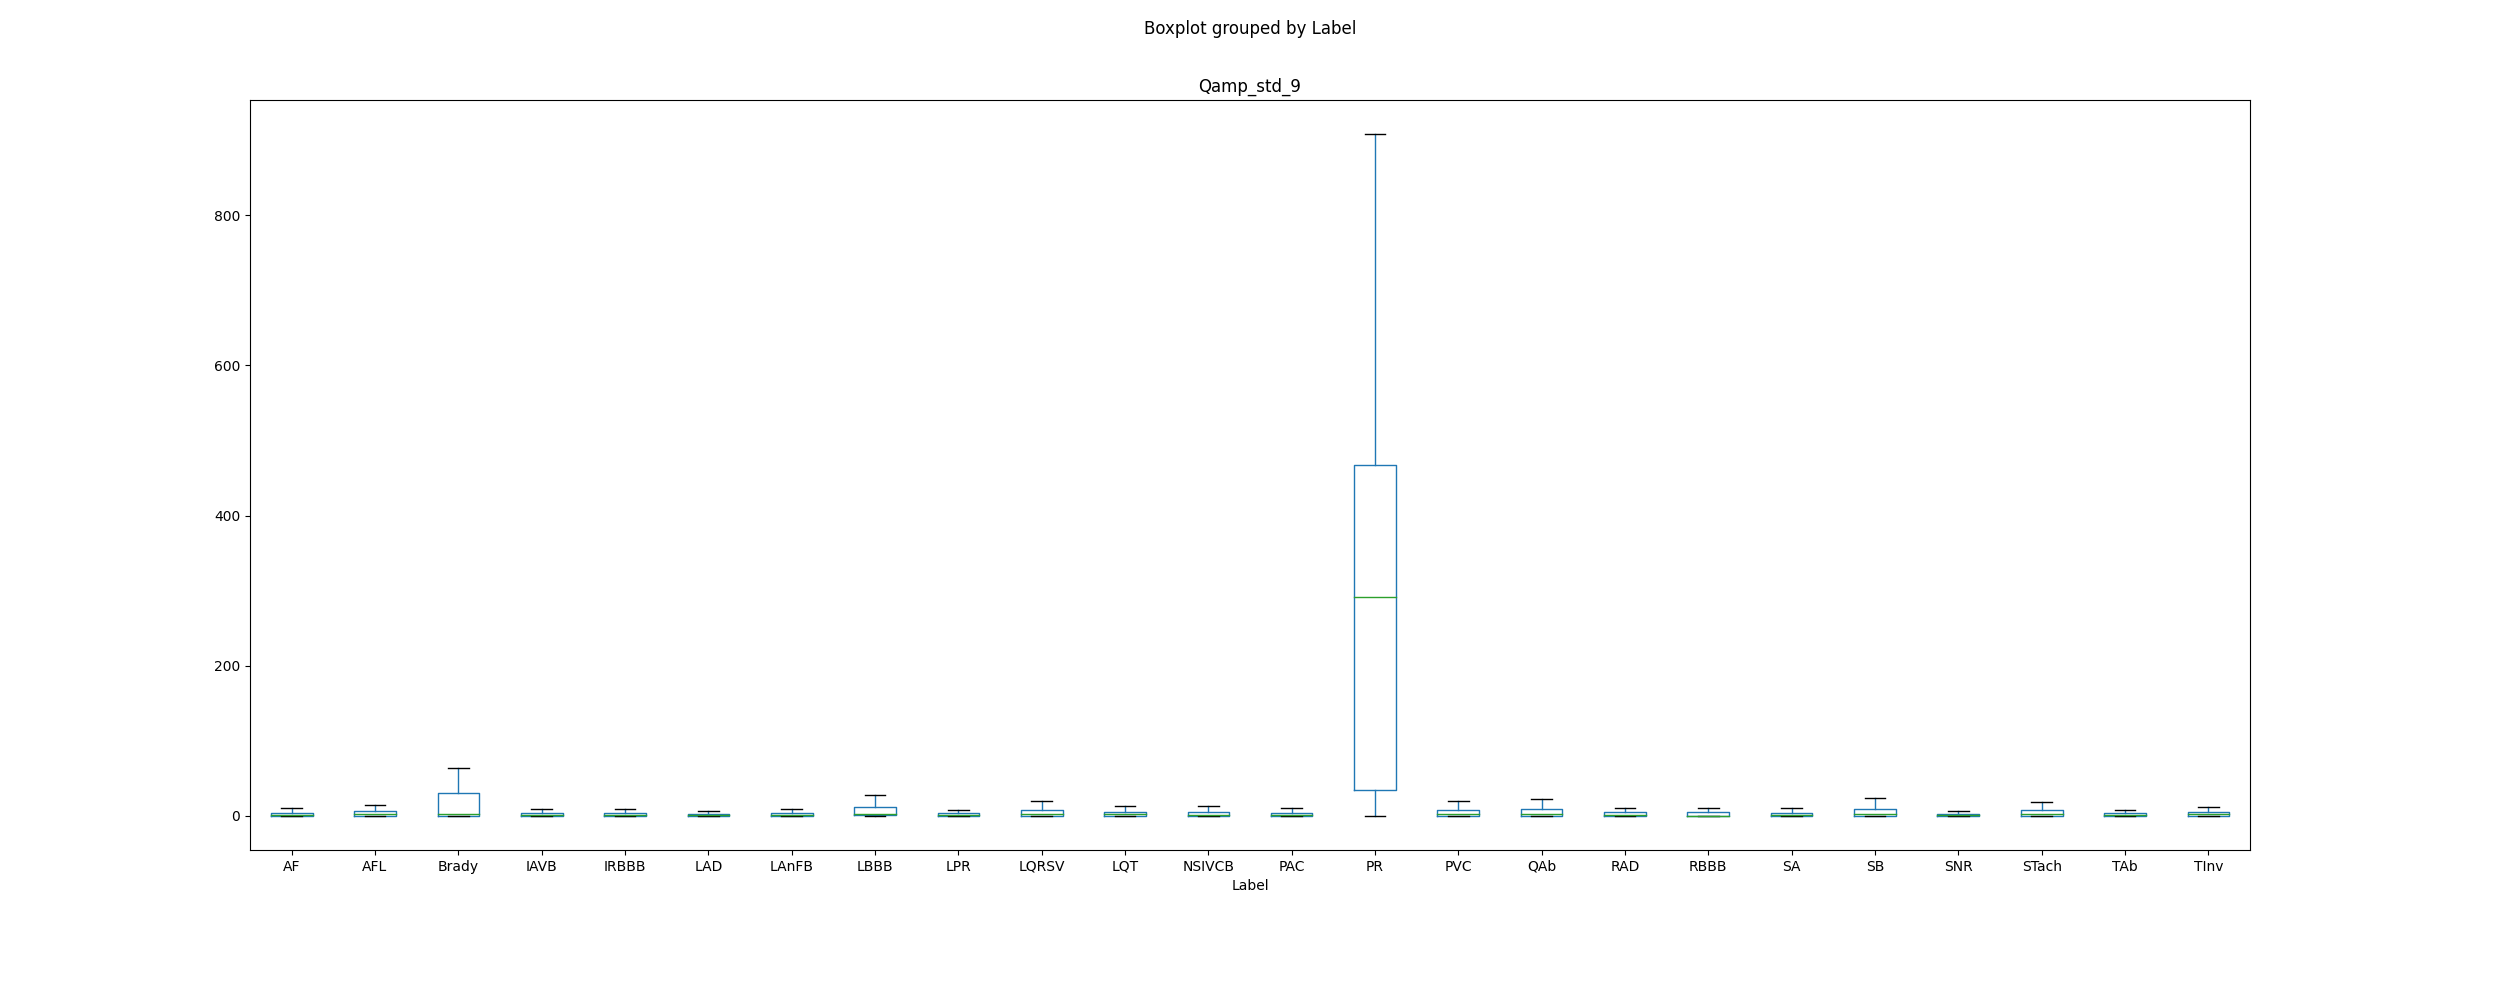 Boxplot grouped by Label
Qamp_std_9
800
600
400
200
0
AF AFL Brady IAVB IRBBB LAD LAnFB LBBB LPR LQRSV LQT NSIVCB PAC PR PVC QAb RAD RBBB SA SB SNR STach TAb TInv
Label